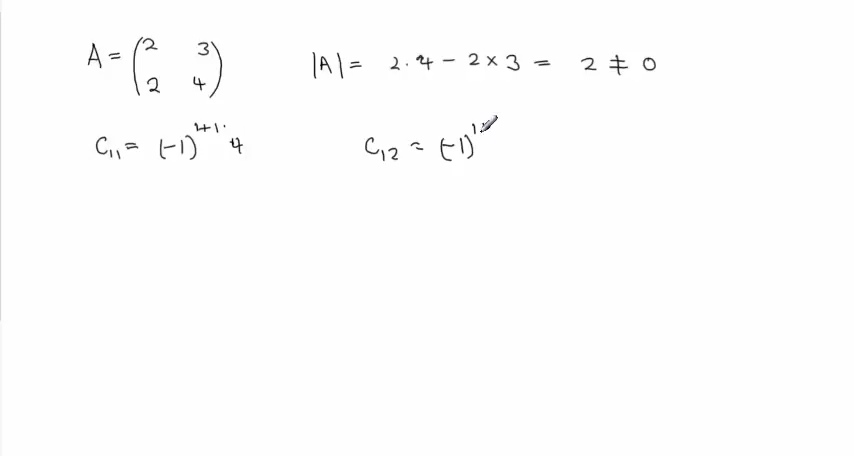 A = (2 3
2 4) |A| = 2.4 - 2 × 3 = 2 ≠ 0
C₁₁ = (-1)¹⁺¹· 4 C₁₂ = (-1)¹